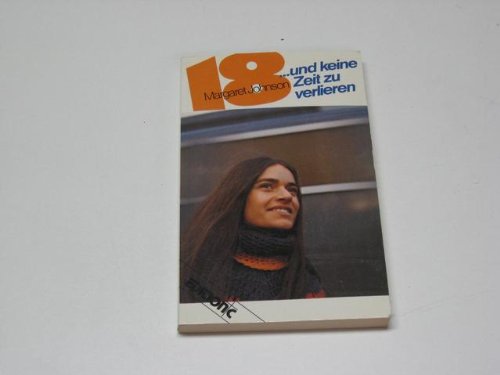 18
...und keine
Zeit zu
verlieren
Margaret Johnson